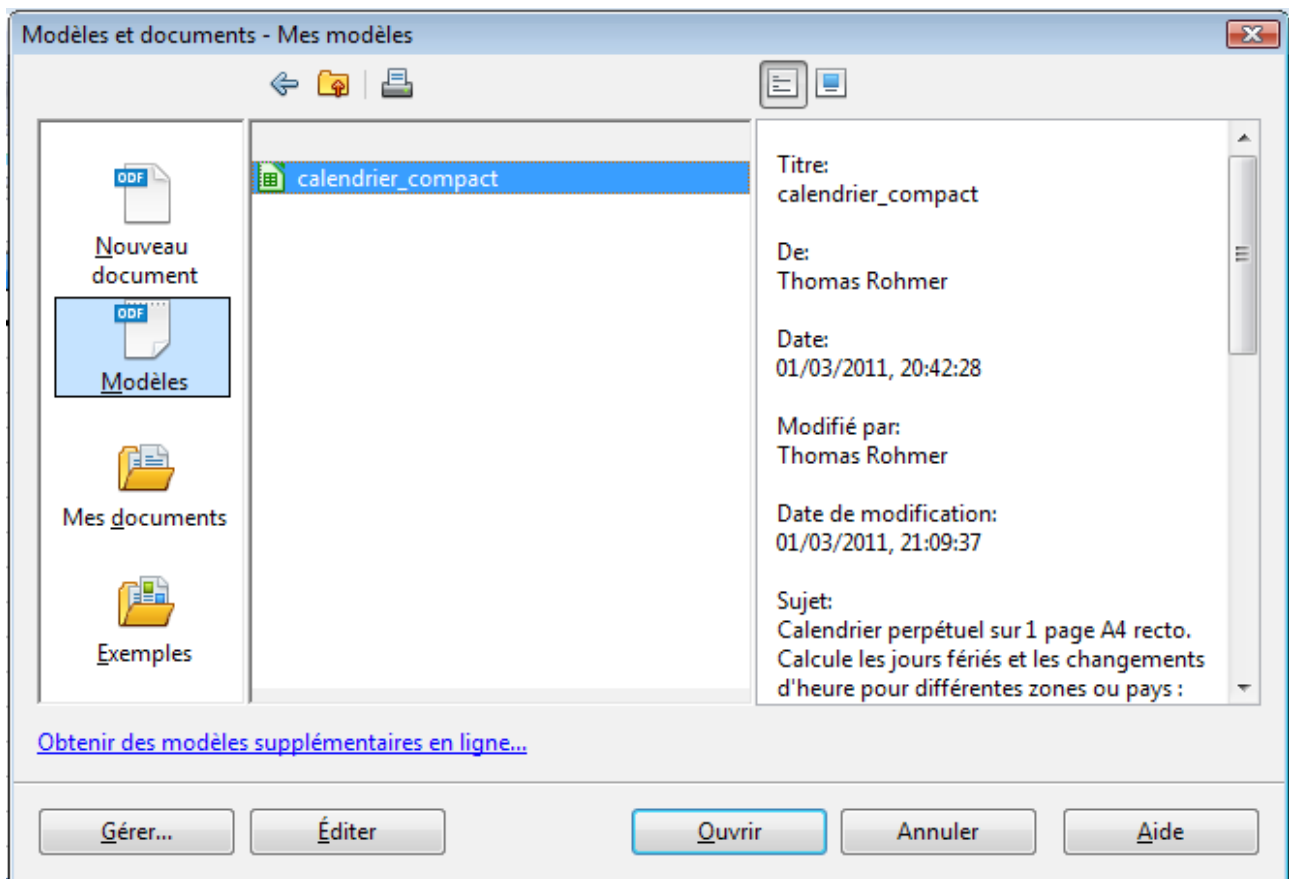 Modèles et documents - Mes modèles
ODF
Nouveau
document
ODF
Modèles
Mes documents
Exemples
calendrier_compact
Titre:
calendrier_compact
De:
Thomas Rohmer
Date:
01/03/2011, 20:42:28
Modifié par:
Thomas Rohmer
Date de modification:
01/03/2011, 21:09:37
Sujet:
Calendrier perpétuel sur 1 page A4 recto.
Calcule les jours fériés et les changements
d'heure pour différentes zones ou pays :
Obtenir des modèles supplémentaires en ligne...
Gérer...
Éditer
Ouvrir
Annuler
Aide